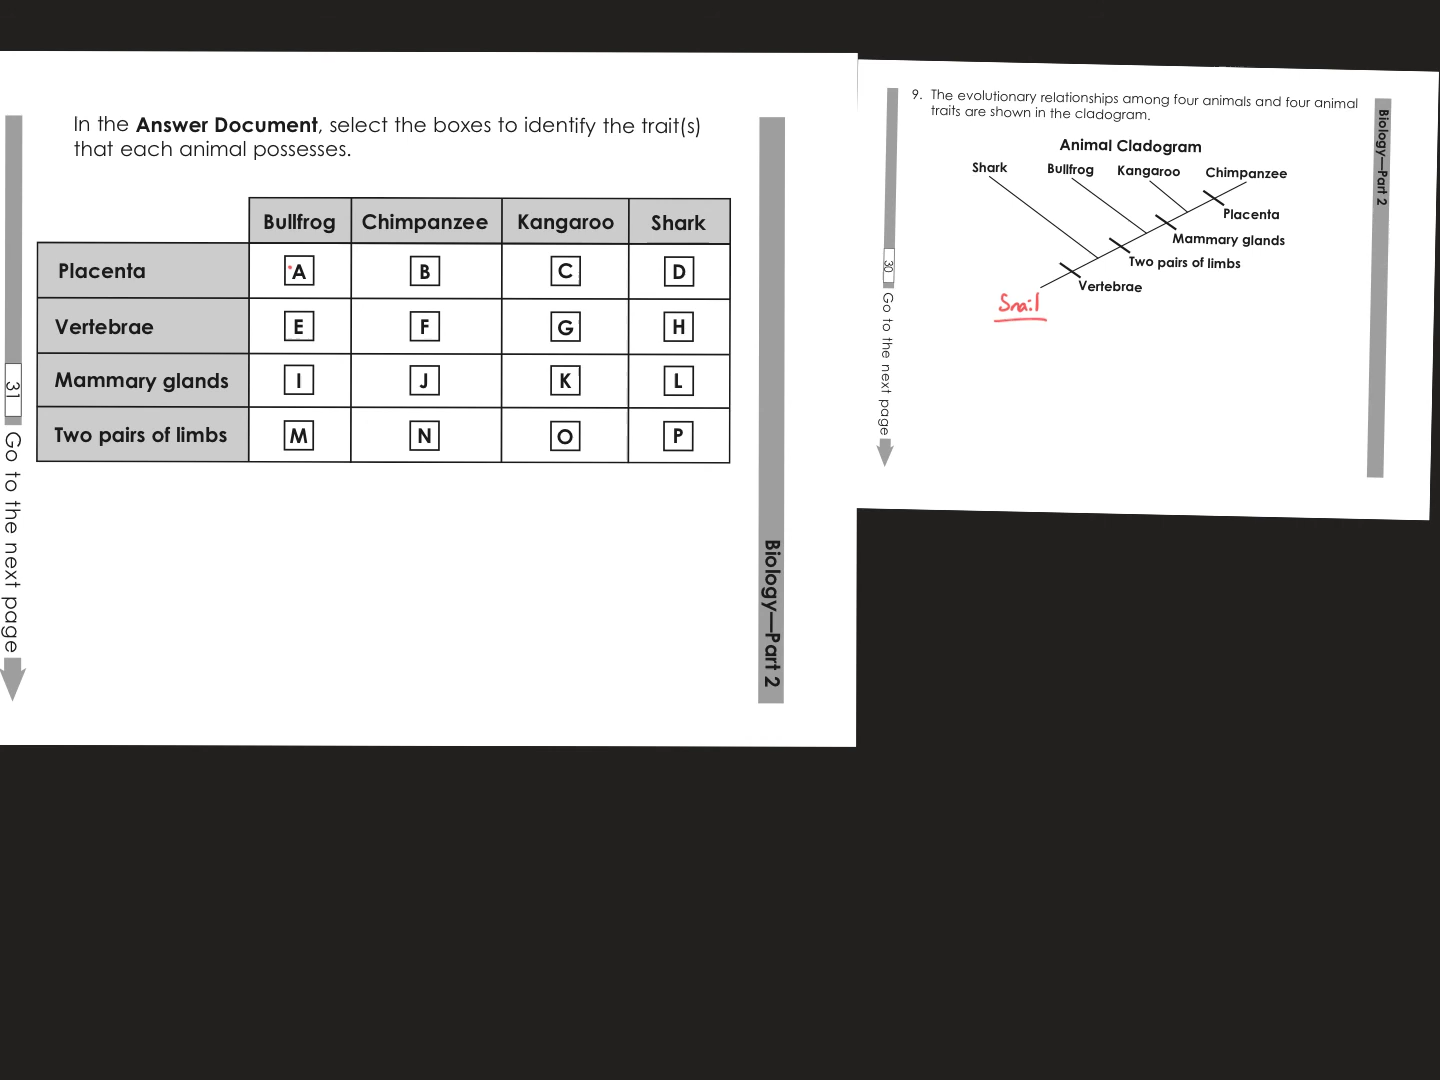 In the Answer Document, select the boxes to identify the trait(s)
that each animal possesses.
Bullfrog Chimpanzee Kangaroo Shark
Placenta A B C D
Vertebrae E F G H
Mammary glands I J K L
Two pairs of limbs M N O P
31 Go to the next page
Biology—Part 2
9. The evolutionary relationships among four animals and four animal
traits are shown in the cladogram.
Animal Cladogram
Shark Bullfrog Kangaroo Chimpanzee
Placenta
Mammary glands
Two pairs of limbs
Vertebrae
Snail
30 Go to the next page
Biology—Part 2